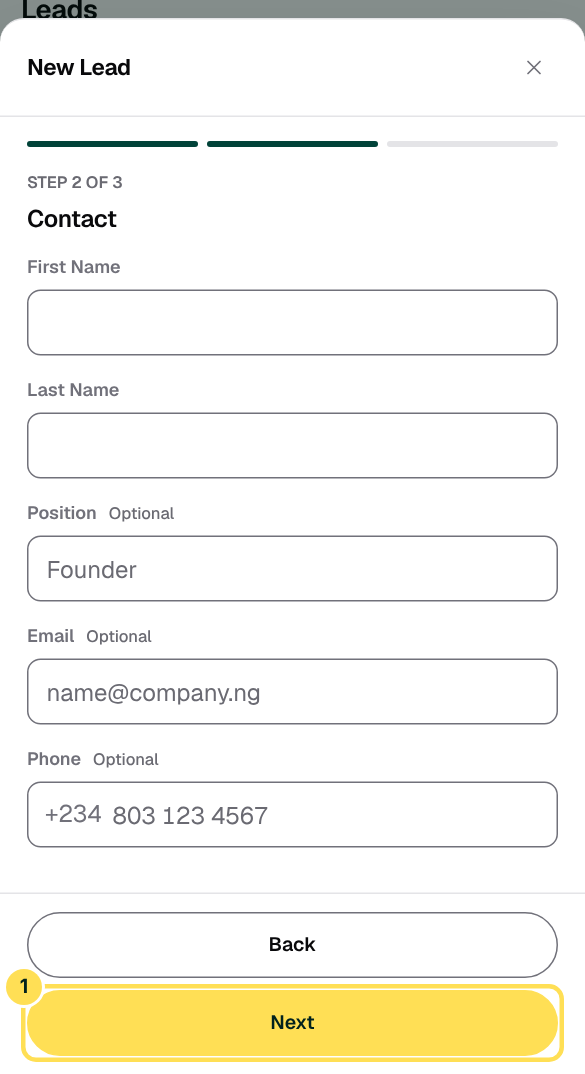 Leads
New Lead
STEP 2 OF 3
Contact
First Name
Last Name
Position Optional
Founder
Email Optional
name@company.ng
Phone Optional
+234 803 123 4567
Back
1
Next